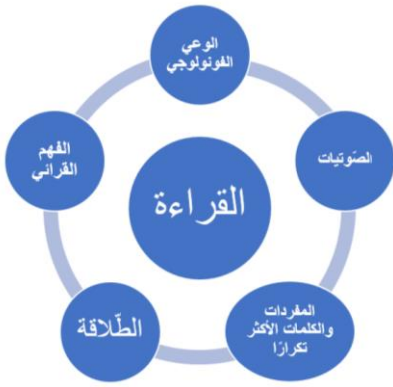 الوعي
الفونولوجي
الصّوتيات
المفردات
والكلمات الأكثر
تكرارًا
الطّلاقة
الفهم
القرائي
القراءة